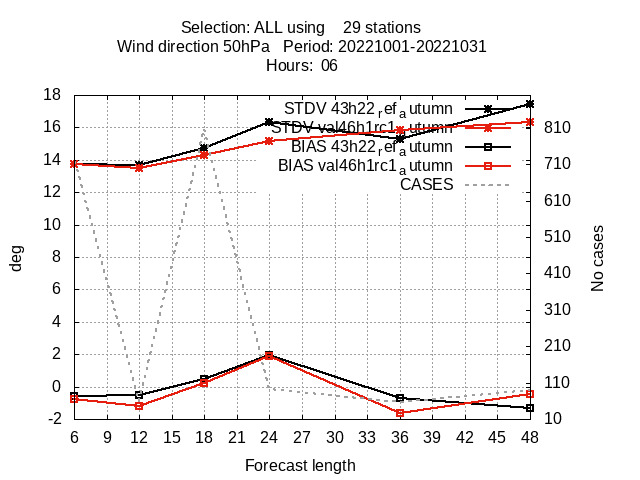 Selection: ALL using    29 stations
Wind direction 50hPa   Period: 20221001-20221031
Hours:  06
18
16
14
12
10
8
6
4
2
0
-2
deg
STDV 43h22_ref_autumn
STDV val46h1rc1_autumn
BIAS 43h22_ref_autumn
BIAS val46h1rc1_autumn
CASES
810
710
610
510
410
310
210
110
10
No cases
6 9 12 15 18 21 24 27 30 33 36 39 42 45 48
Forecast length